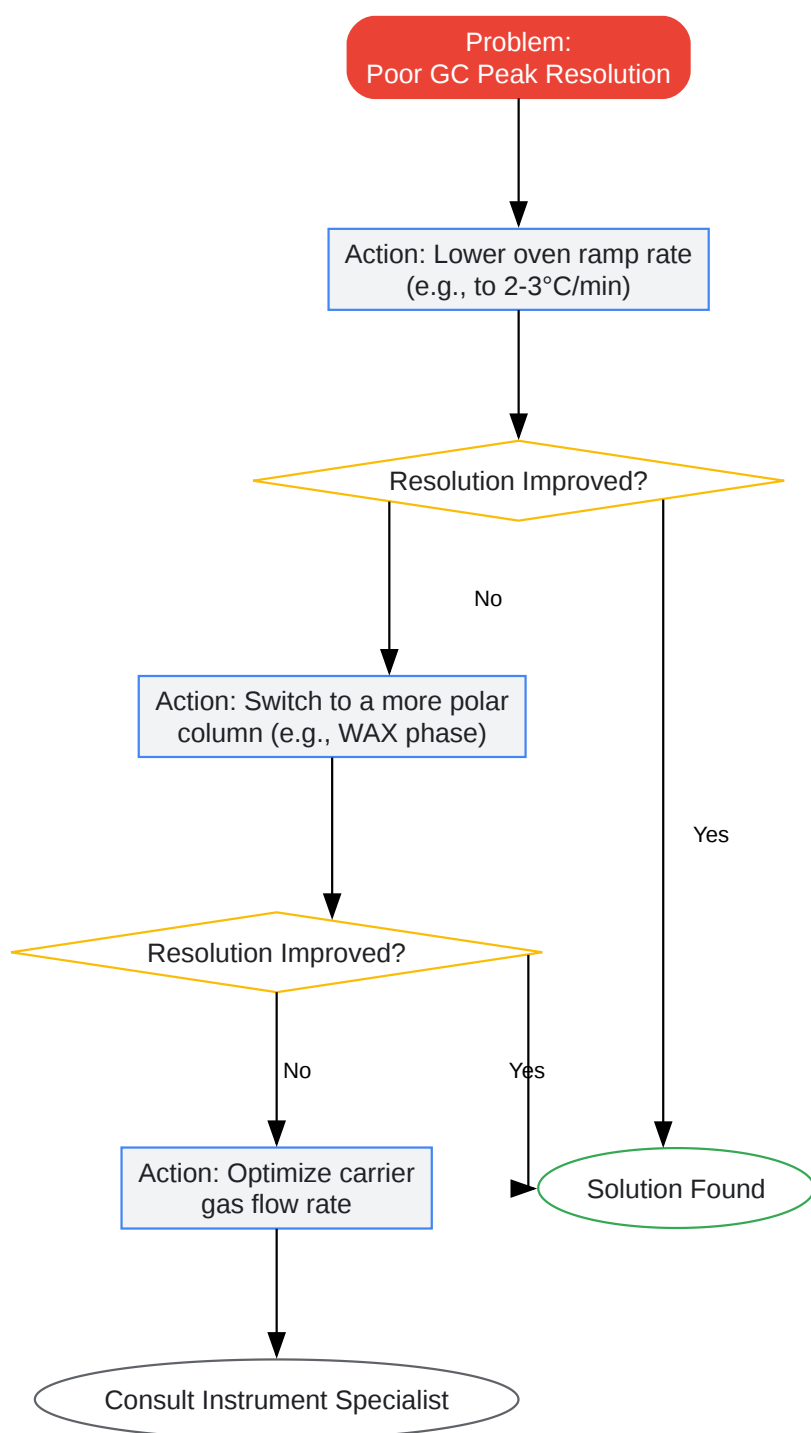 Problem:
Poor GC Peak Resolution
Action: Lower oven ramp rate
(e.g., to 2-3°C/min)
Resolution Improved?
No
Action: Switch to a more polar
column (e.g., WAX phase)
Yes
Resolution Improved?
No
Yes
Action: Optimize carrier
gas flow rate
Solution Found
Consult Instrument Specialist